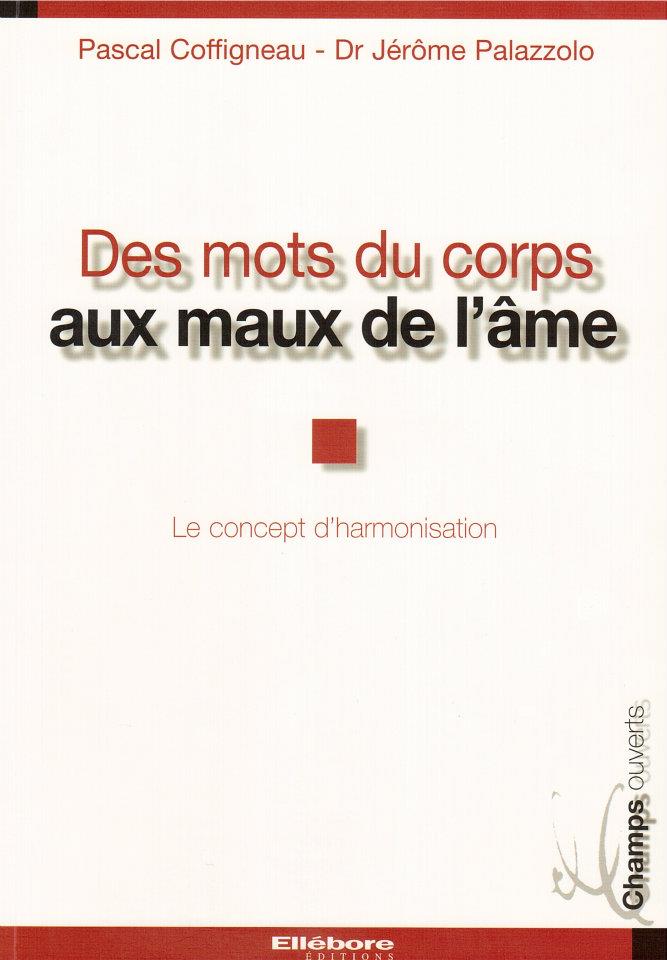 Pascal Coffigneau - Dr Jérôme Palazzolo
Des mots du corps
aux maux de l'âme
Le concept d'harmonisation
Champs ouverts
Ellébore
ÉDITIONS